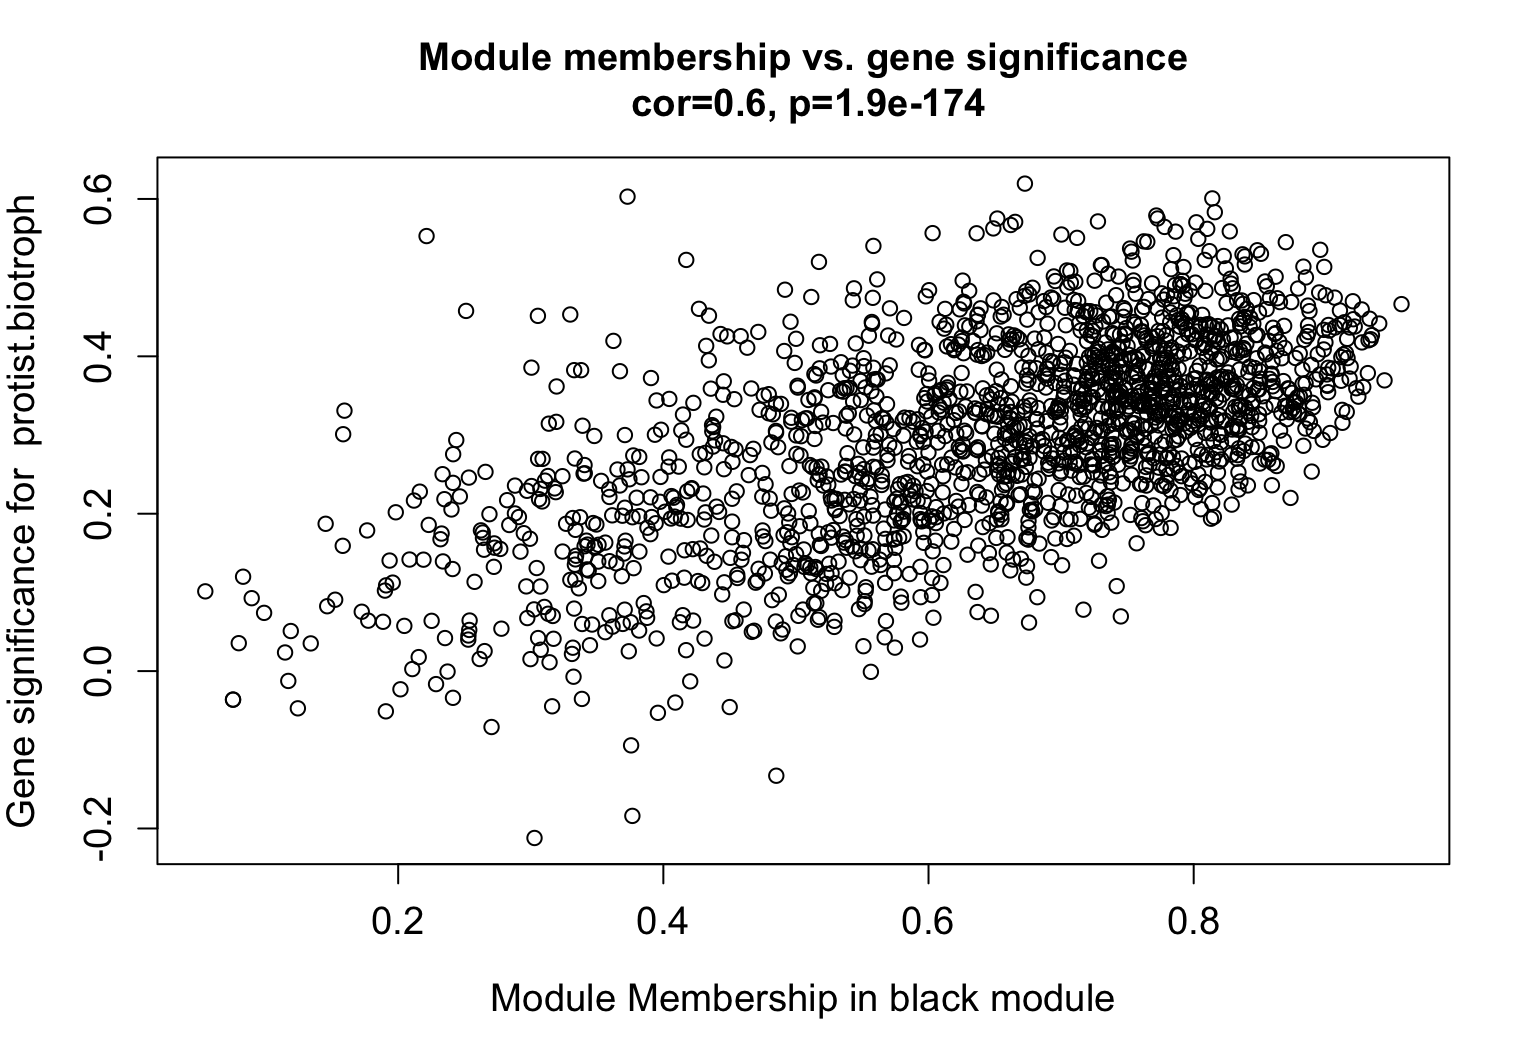 Module membership vs. gene significance
cor=0.6, p=1.9e-174
Gene significance for  protist.biotroph
0.6
0.4
0.2
0.0
-0.2
0.2 0.4 0.6 0.8
Module Membership in black module